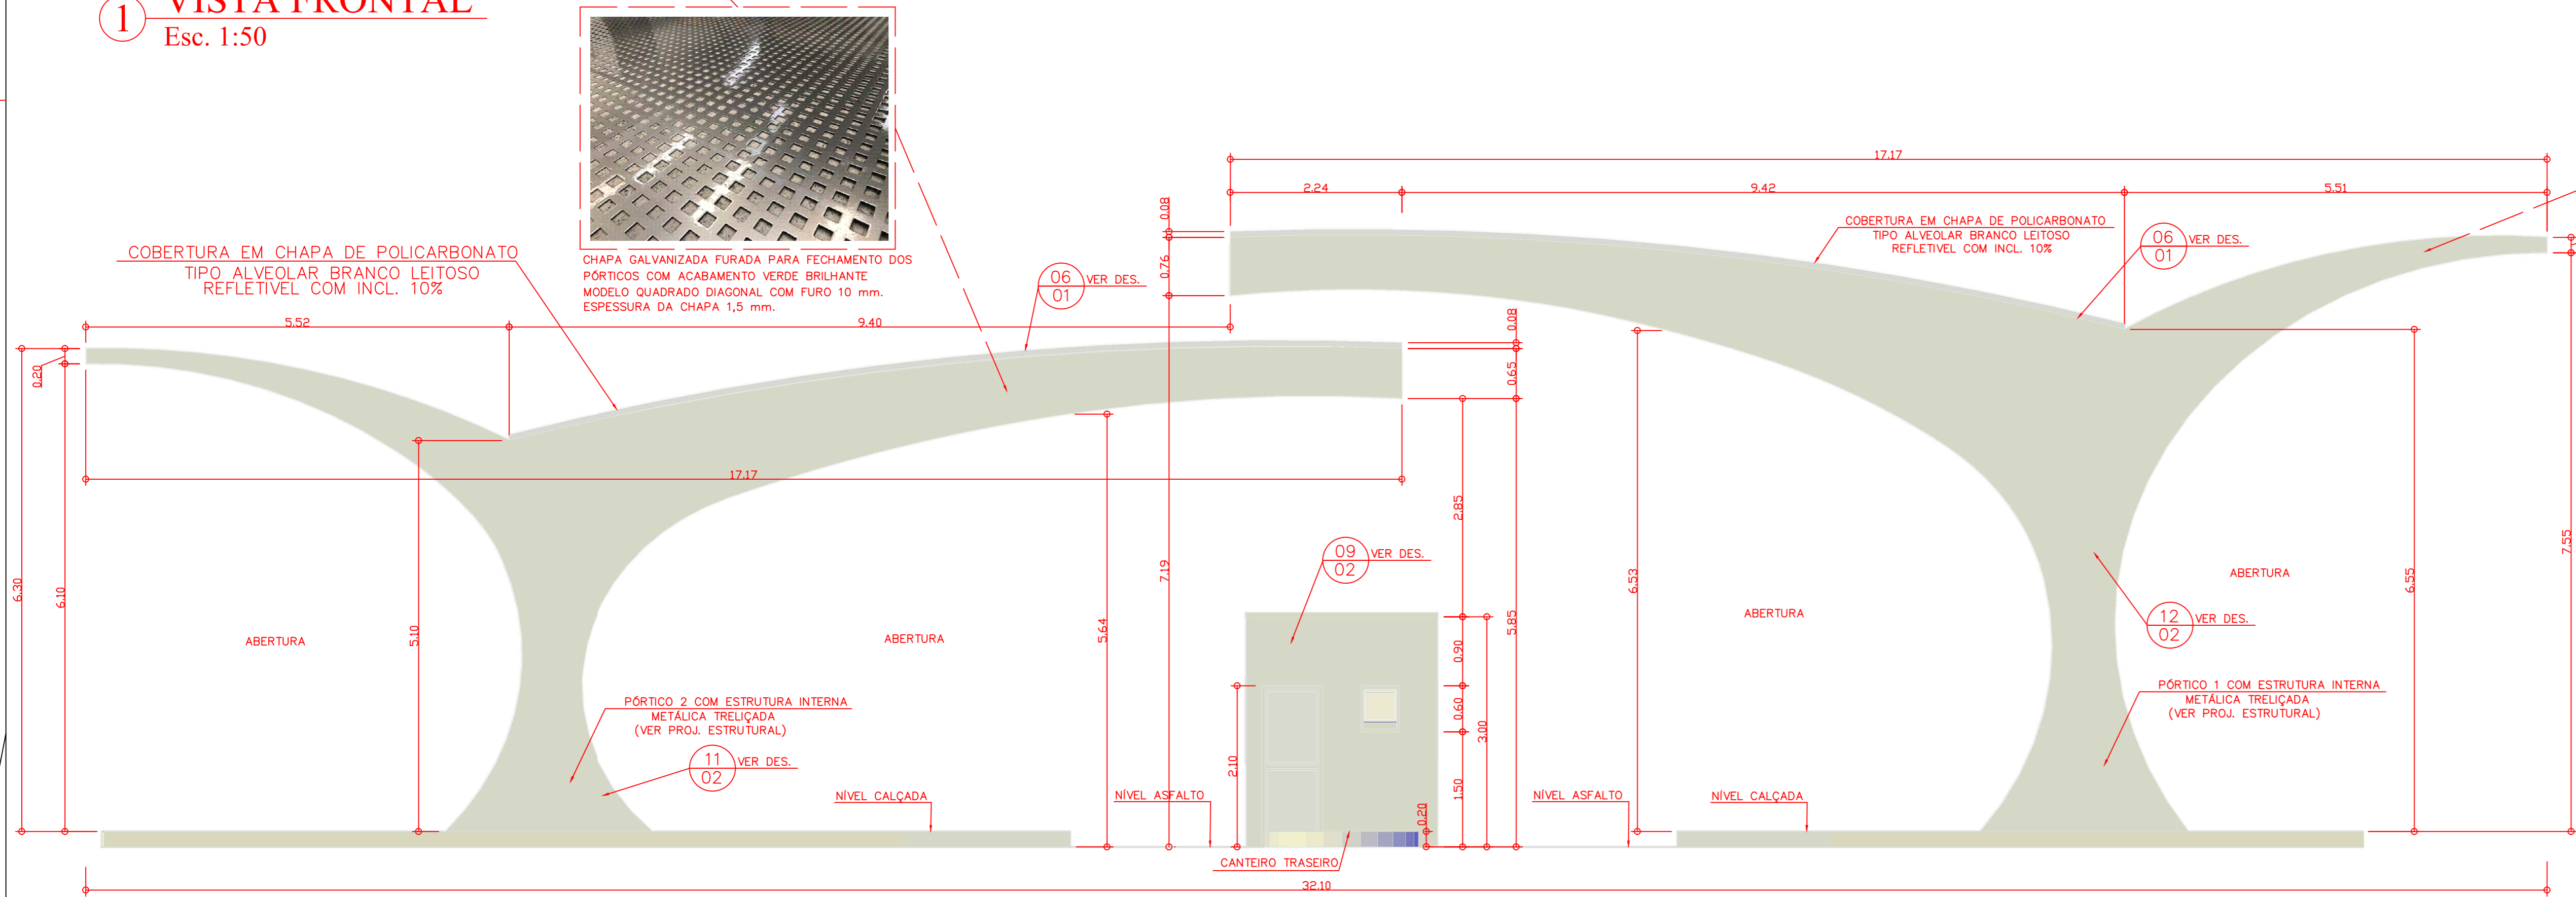 1
VISTA FRONTAL
Esc. 1:50
CHAPA GALVANIZADA FURADA PARA FECHAMENTO DOS
PÓRTICOS COM ACABAMENTO VERDE BRILHANTE
MODELO QUADRADO DIAGONAL COM FURO 10 mm.
ESPESSURA DA CHAPA 1,5 mm.
COBERTURA EM CHAPA DE POLICARBONATO
TIPO ALVEOLAR BRANCO LEITOSO
REFLETIVEL COM INCL. 10%
06
01
VER DES.
5.52
9.40
17.17
0.20
6.30
6.10
5.10
5.64
ABERTURA
ABERTURA
PÓRTICO 2 COM ESTRUTURA INTERNA
METÁLICA TRELIÇADA
(VER PROJ. ESTRUTURAL)
11
02
VER DES.
NÍVEL CALÇADA
NÍVEL ASFALTO
17.17
2.24
9.42
5.51
0.08
0.76
7.19
COBERTURA EM CHAPA DE POLICARBONATO
TIPO ALVEOLAR BRANCO LEITOSO
REFLETIVEL COM INCL. 10%
06
01
VER DES.
0.08
0.65
5.85
2.85
0.90
0.60
1.50
3.00
0.20
2.10
09
02
VER DES.
CANTEIRO TRASEIRO
NÍVEL ASFALTO
NÍVEL CALÇADA
6.53
ABERTURA
ABERTURA
6.55
7.55
12
02
VER DES.
PÓRTICO 1 COM ESTRUTURA INTERNA
METÁLICA TRELIÇADA
(VER PROJ. ESTRUTURAL)
32.10